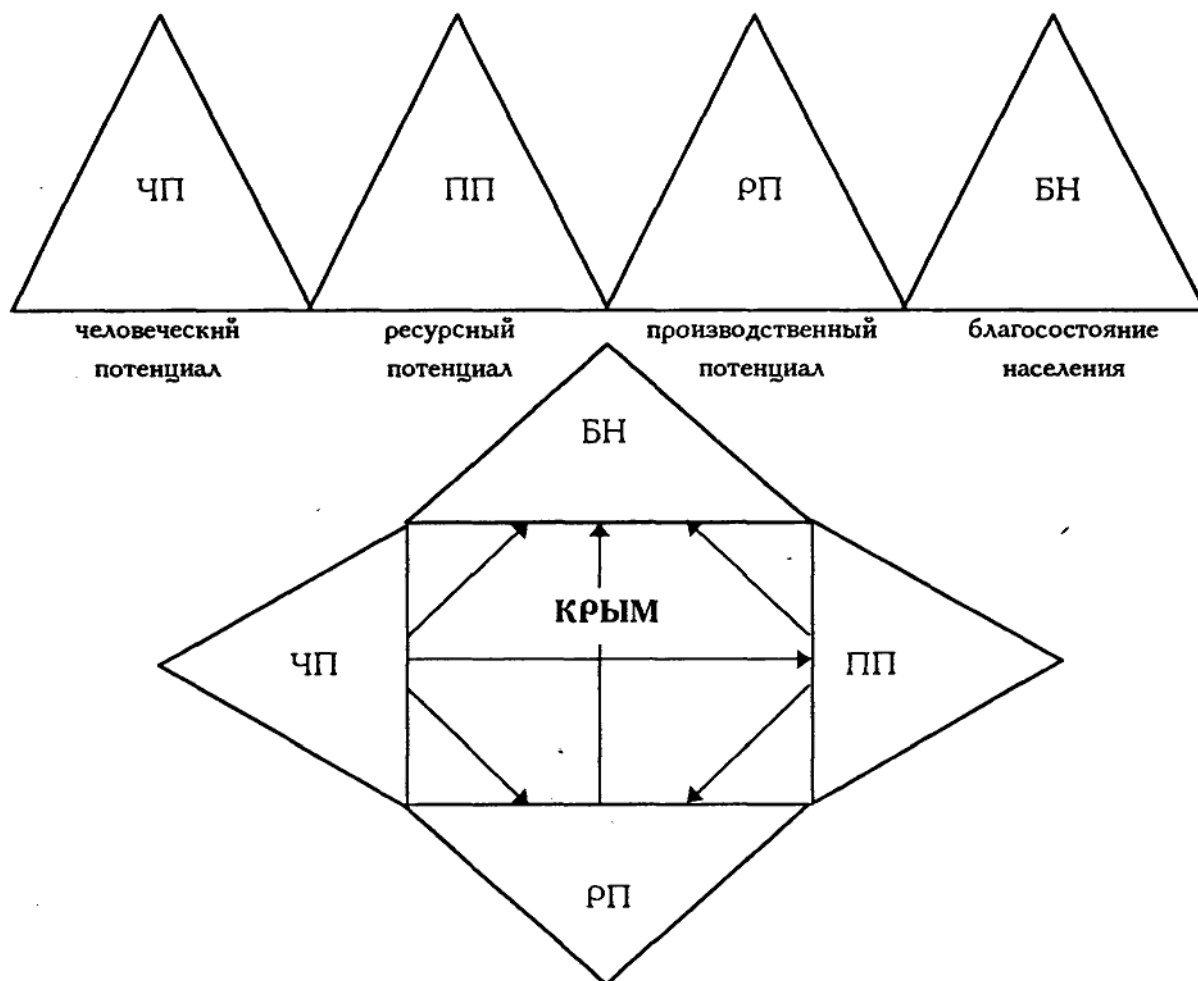 ЧП ПП РП БН
человеческий
потенциал
ресурсный
потенциал
производственный
потенциал
благосостояние
населения
БН
КРЫМ
ЧП
ПП
РП